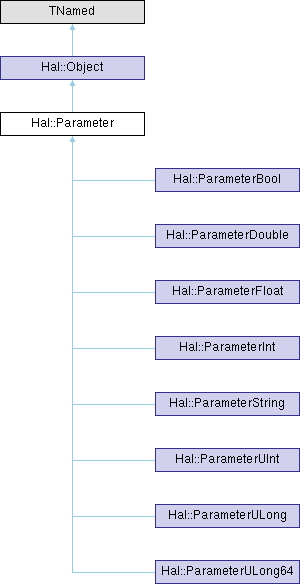 TNamed
Hal::Object
Hal::Parameter
Hal::ParameterBool
Hal::ParameterDouble
Hal::ParameterFloat
Hal::ParameterInt
Hal::ParameterString
Hal::ParameterUInt
Hal::ParameterULong
Hal::ParameterULong64